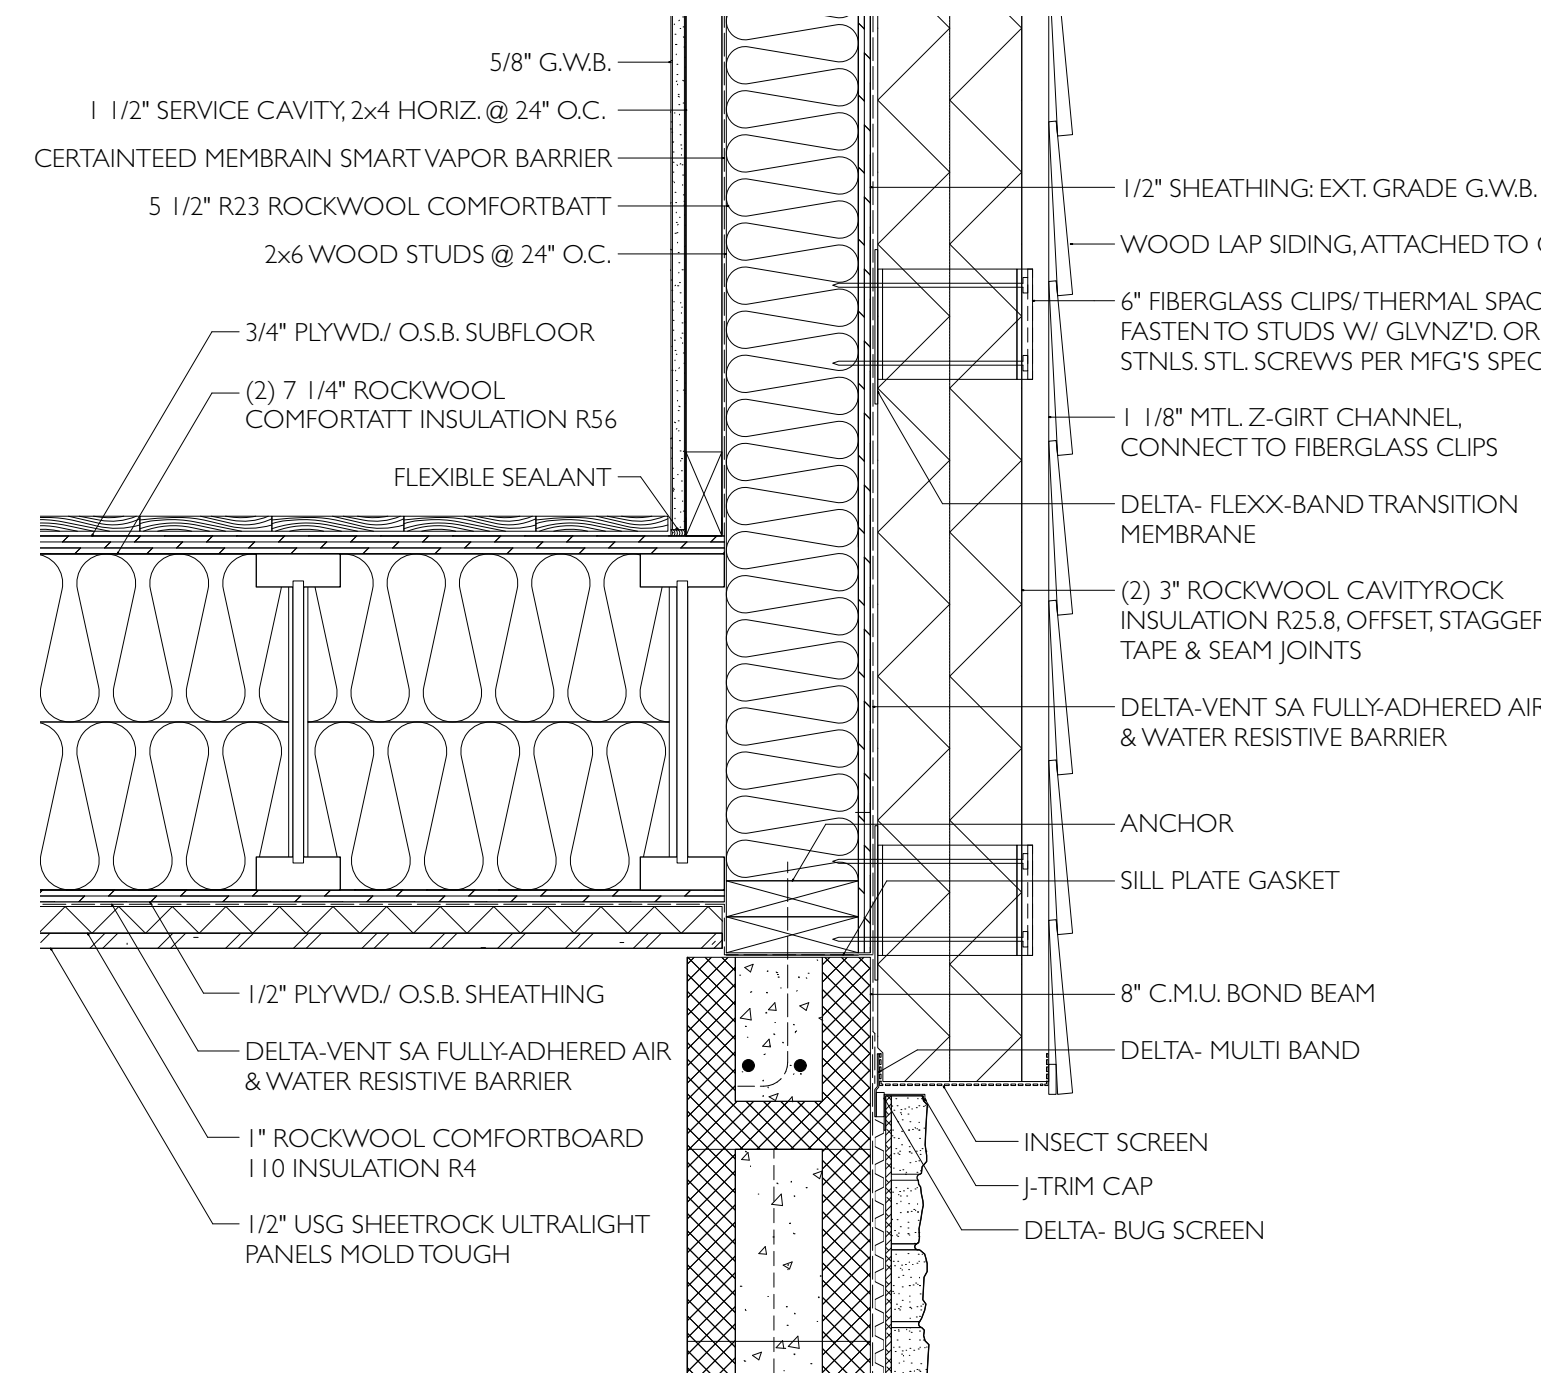 5/8" G.W.B.
1 1/2" SERVICE CAVITY, 2x4 HORIZ. @ 24" O.C.
CERTAINTEED MEMBRAIN SMART VAPOR BARRIER
5 1/2" R23 ROCKWOOL COMFORTBATT
2x6 WOOD STUDS @ 24" O.C.
3/4" PLYWD./ O.S.B. SUBFLOOR
(2) 7 1/4" ROCKWOOL
COMFORTATT INSULATION R56
FLEXIBLE SEALANT
1/2" PLYWD./ O.S.B. SHEATHING
DELTA-VENT SA FULLY-ADHERED AIR
& WATER RESISTIVE BARRIER
1" ROCKWOOL COMFORTBOARD
110 INSULATION R4
1/2" USG SHEETROCK ULTRALIGHT
PANELS MOLD TOUGH
1/2" SHEATHING: EXT. GRADE G.W.B.
WOOD LAP SIDING, ATTACHED TO
6" FIBERGLASS CLIPS/ THERMAL SPAC
FASTEN TO STUDS W/ GLVNZ'D. OR
STNLS. STL. SCREWS PER MFG'S SPEC
1 1/8" MTL. Z-GIRT CHANNEL,
CONNECT TO FIBERGLASS CLIPS
DELTA- FLEXX-BAND TRANSITION
MEMBRANE
(2) 3" ROCKWOOL CAVITYROCK
INSULATION R25.8, OFFSET, STAGGER
TAPE & SEAM JOINTS
DELTA-VENT SA FULLY-ADHERED AIR
& WATER RESISTIVE BARRIER
ANCHOR
SILL PLATE GASKET
8" C.M.U. BOND BEAM
DELTA- MULTI BAND
INSECT SCREEN
J-TRIM CAP
DELTA- BUG SCREEN